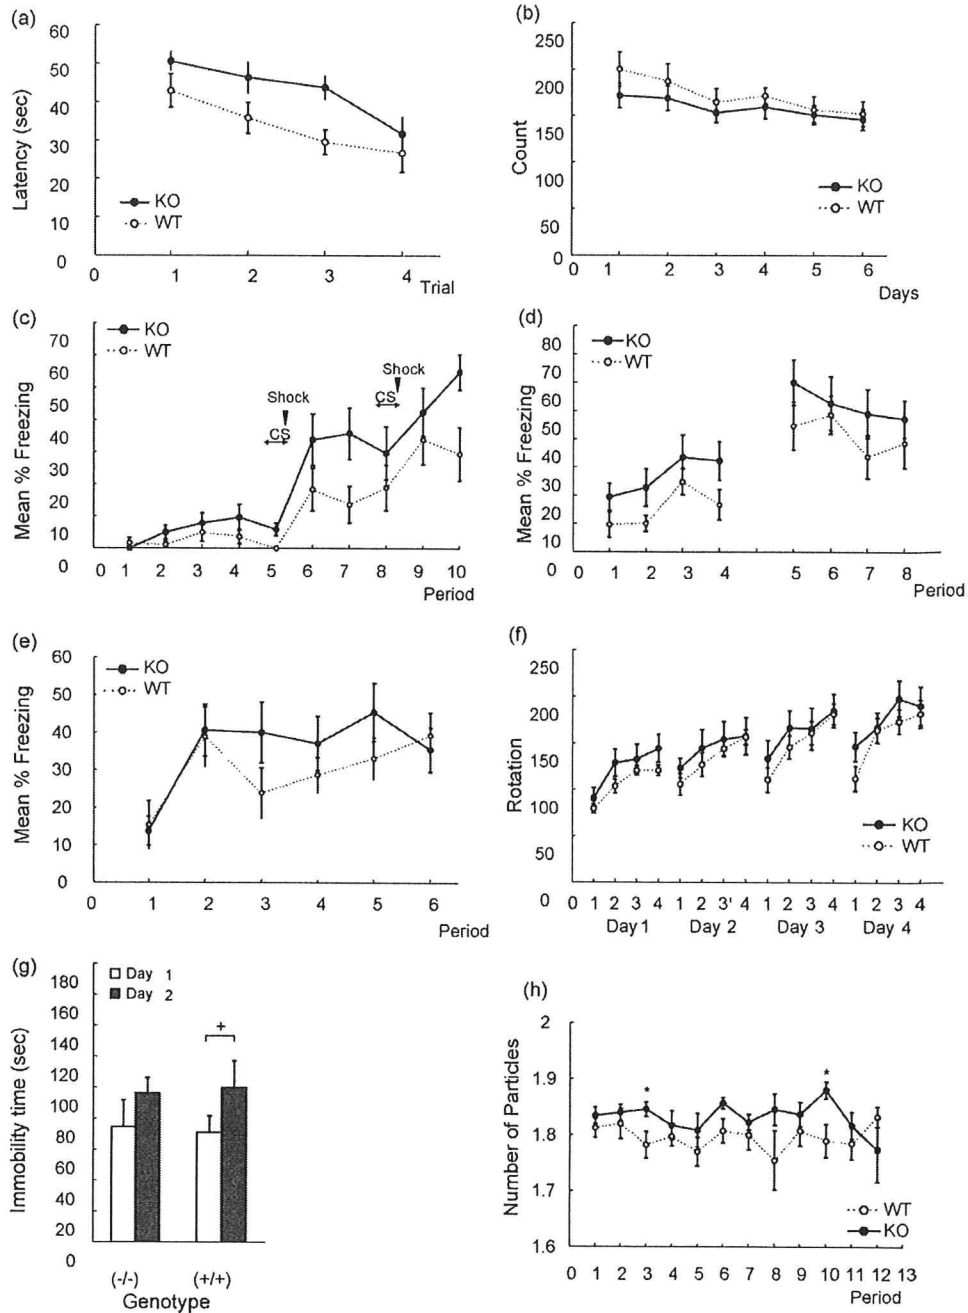 (a)
60
50
40
30
20
10
0
Latency (sec)
KO
WT
0 1 2 3 4
Trial
(b)
250
200
150
100
50
0
Count
KO
WT
0 1 2 3 4 5 6
Days
(c)
70
60
50
40
30
20
10
0
Mean % Freezing
KO
WT
Shock
CS
Shock
CS
0 1 2 3 4 5 6 7 8 9 10
Period
(d)
80
70
60
50
40
30
20
10
0
Mean % Freezing
KO
WT
0 1 2 3 4 5 6 7 8
Period
(e)
60
50
40
30
20
10
0
Mean % Freezing
KO
WT
0 1 2 3 4 5 6
Period
(f)
250
200
150
100
50
0
Rotation
KO
WT
1 2 3 4 1 2 3' 4 1 2 3 4 1 2 3 4
Day 1 Day 2 Day 3 Day 4
(g)
180
160
140
120
100
80
60
40
20
0
Immobility time (sec)
Day 1
Day 2
+
(-/-) (+/+)
Genotype
(h)
2
1.9
1.8
1.7
1.6
Number of Particles
*
*
WT
KO
0 1 2 3 4 5 6 7 8 9 10 11 12 13
Period